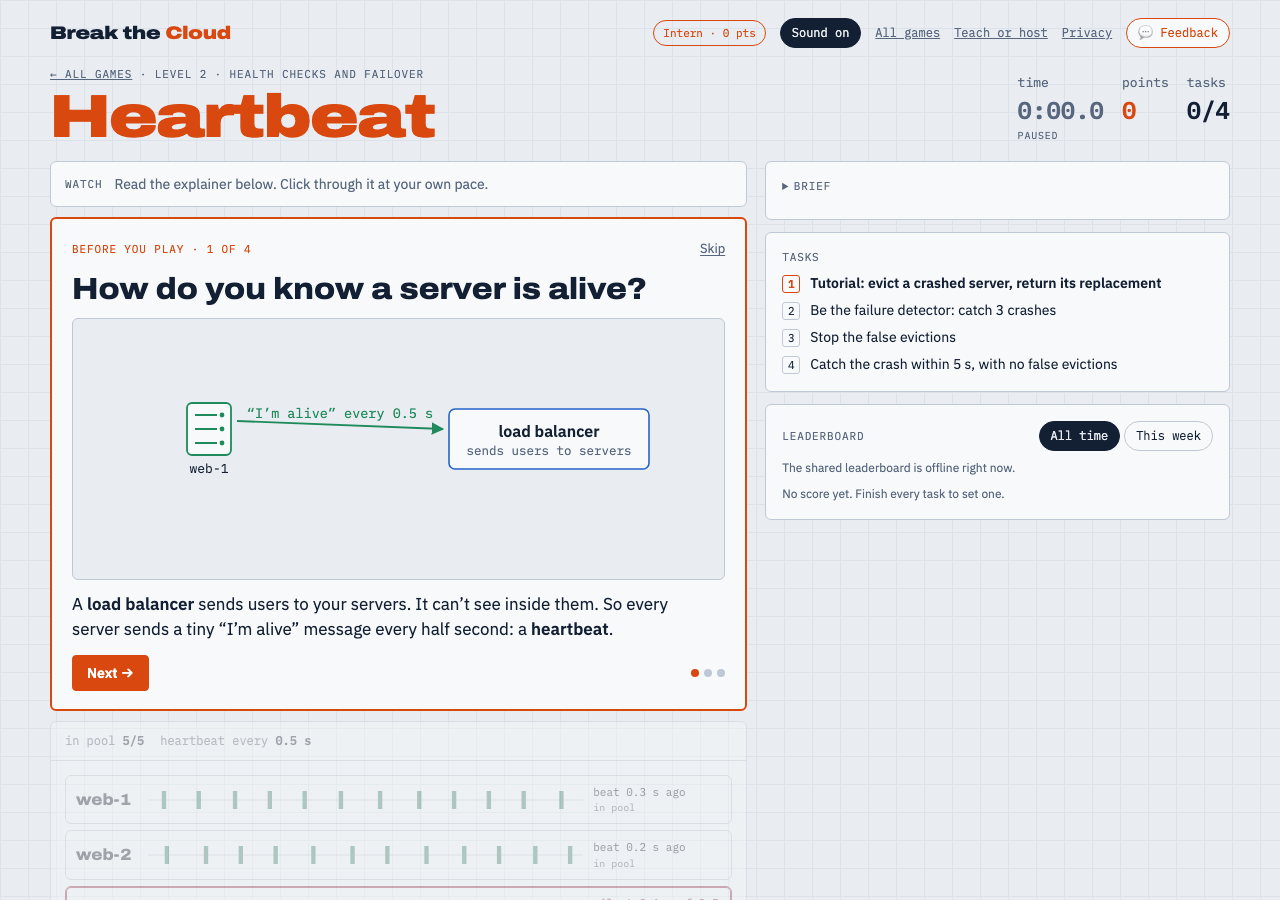 Break the Cloud
Intern · 0 pts
Sound on
All games
Teach or host
Privacy
💬 Feedback
← ALL GAMES · LEVEL 2 · HEALTH CHECKS AND FAILOVER
Heartbeat
time
0:00.0
PAUSED
points
0
tasks
0/4
WATCH Read the explainer below. Click through it at your own pace.
BEFORE YOU PLAY · 1 OF 4
Skip
How do you know a server is alive?
“I’m alive” every 0.5 s
web-1
load balancer
sends users to servers
A load balancer sends users to your servers. It can’t see inside them. So every
server sends a tiny “I’m alive” message every half second: a heartbeat.
Next →
in pool 5/5 heartbeat every 0.5 s
web-1
beat 0.3 s ago
in pool
web-2
beat 0.2 s ago
in pool
▶ BRIEF
TASKS
1 Tutorial: evict a crashed server, return its replacement
2 Be the failure detector: catch 3 crashes
3 Stop the false evictions
4 Catch the crash within 5 s, with no false evictions
LEADERBOARD
All time
This week
The shared leaderboard is offline right now.
No score yet. Finish every task to set one.